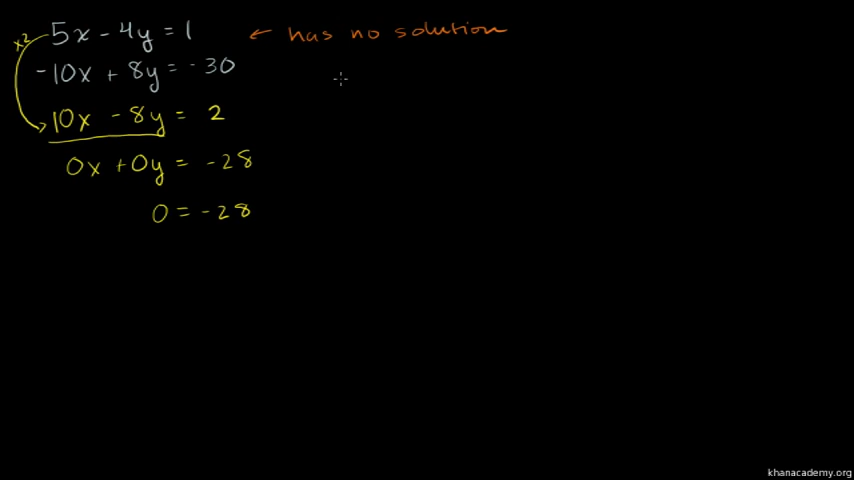 5x - 4y = 1 ← has no solution
x2
-10x + 8y = -30
10x - 8y = 2
0x + 0y = -28
0 = -28
khanacademy.org